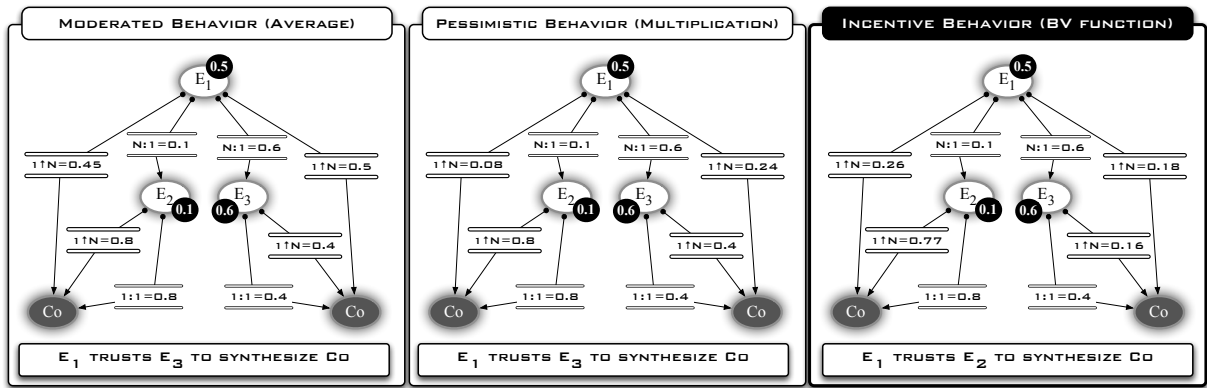 MODERATED BEHAVIOR (AVERAGE)
0.5
E1
N:1=0.1
N:1=0.6
1↑N=0.45
1↑N=0.5
E2
E3
0.1
0.6
1↑N=0.8
1↑N=0.4
1:1=0.8
1:1=0.4
Co
Co
E1 TRUSTS E3 TO SYNTHESIZE CO
PESSIMISTIC BEHAVIOR (MULTIPLICATION)
0.5
E1
N:1=0.1
N:1=0.6
1↑N=0.08
1↑N=0.24
E2
E3
0.1
0.6
1↑N=0.8
1↑N=0.4
1:1=0.8
1:1=0.4
Co
Co
E1 TRUSTS E3 TO SYNTHESIZE CO
INCENTIVE BEHAVIOR (BV FUNCTION)
0.5
E1
N:1=0.1
N:1=0.6
1↑N=0.26
1↑N=0.18
E2
E3
0.1
0.6
1↑N=0.77
1↑N=0.16
1:1=0.8
1:1=0.4
Co
Co
E1 TRUSTS E2 TO SYNTHESIZE CO